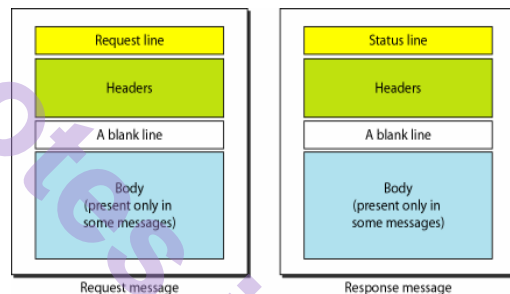 Request line
Headers
A blank line
Body
(present only in
some messages)
Request message
Status line
Headers
A blank line
Body
(present only in
some messages)
Response message